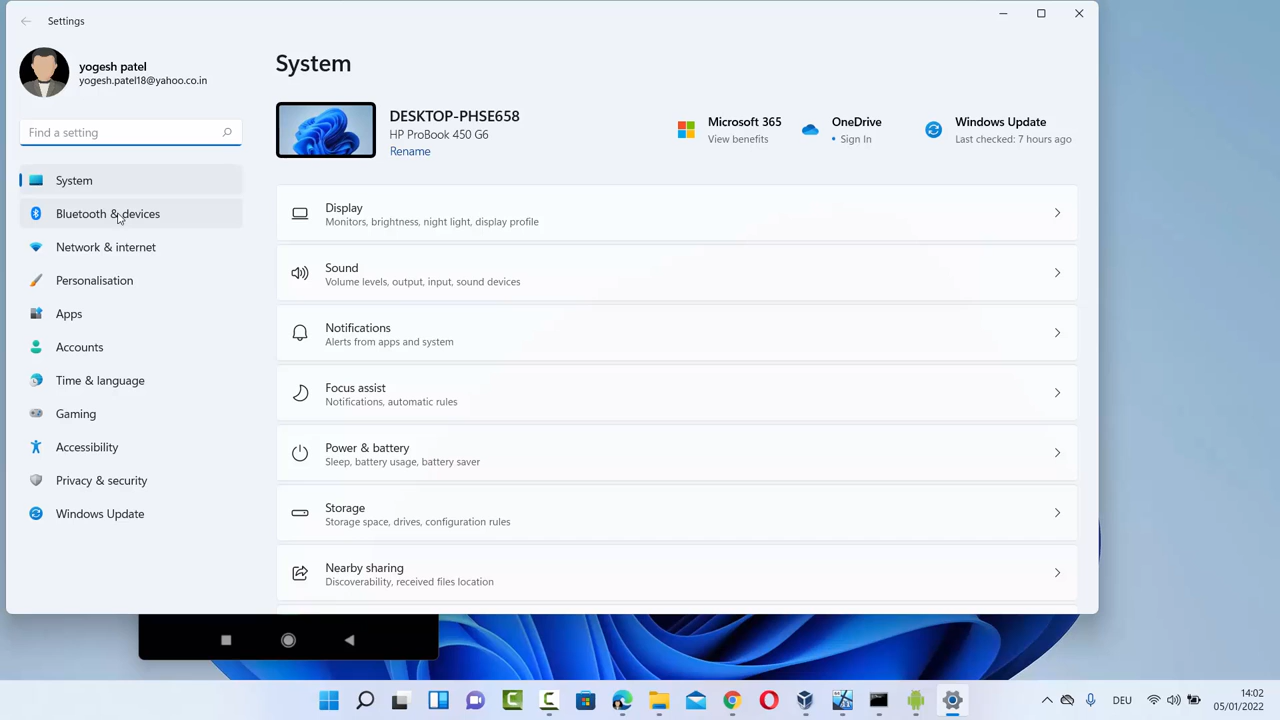 Settings
yogesh patel
yogesh.patel18@yahoo.co.in
Find a setting
System
Bluetooth & devices
Network & internet
Personalisation
Apps
Accounts
Time & language
Gaming
Accessibility
Privacy & security
Windows Update
System
DESKTOP-PHSE658
HP ProBook 450 G6
Rename
Microsoft 365
View benefits
OneDrive
• Sign In
Windows Update
Last checked: 7 hours ago
Display
Monitors, brightness, night light, display profile
Sound
Volume levels, output, input, sound devices
Notifications
Alerts from apps and system
Focus assist
Notifications, automatic rules
Power & battery
Sleep, battery usage, battery saver
Storage
Storage space, drives, configuration rules
Nearby sharing
Discoverability, received files location
DEU
14:02
05/01/2022